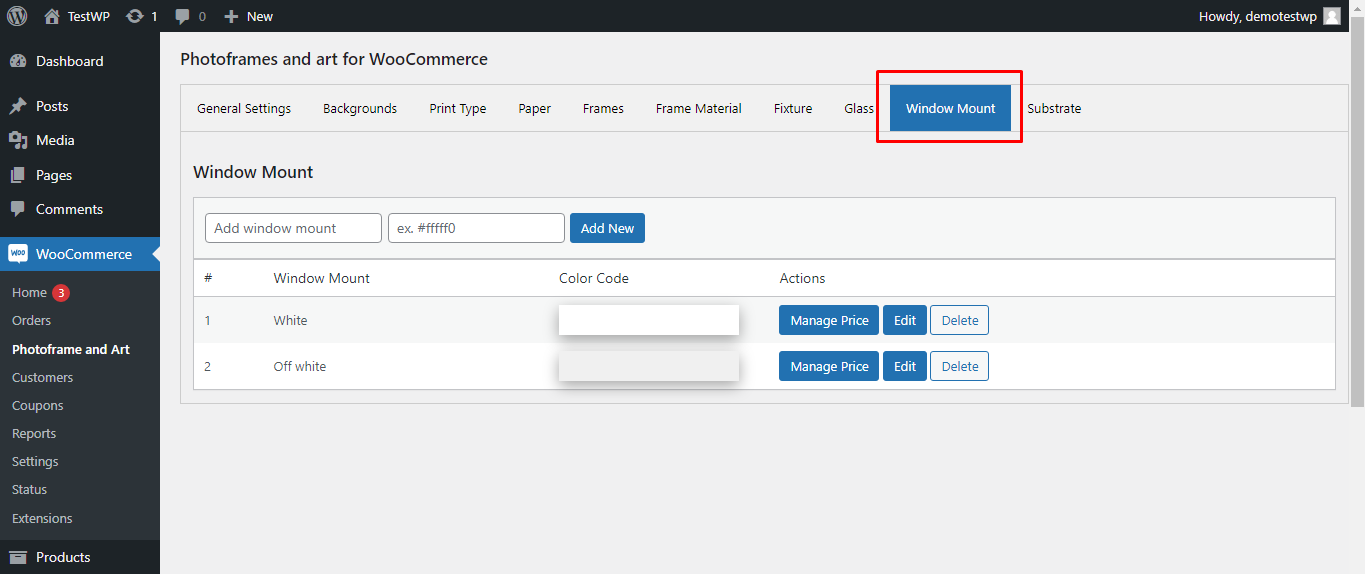 TestWP 1 0 New Howdy, demotestwp
Dashboard
Posts
Media
Pages
Comments
WOO WooCommerce
Home 3
Orders
Photoframe and Art
Customers
Coupons
Reports
Settings
Status
Extensions
Products
Photoframes and art for WooCommerce
General Settings Backgrounds Print Type Paper Frames Frame Material Fixture Glass Window Mount Substrate
Window Mount
Add window mount ex. #fffff0 Add New
# Window Mount Color Code Actions
1 White Manage Price Edit Delete
2 Off white Manage Price Edit Delete